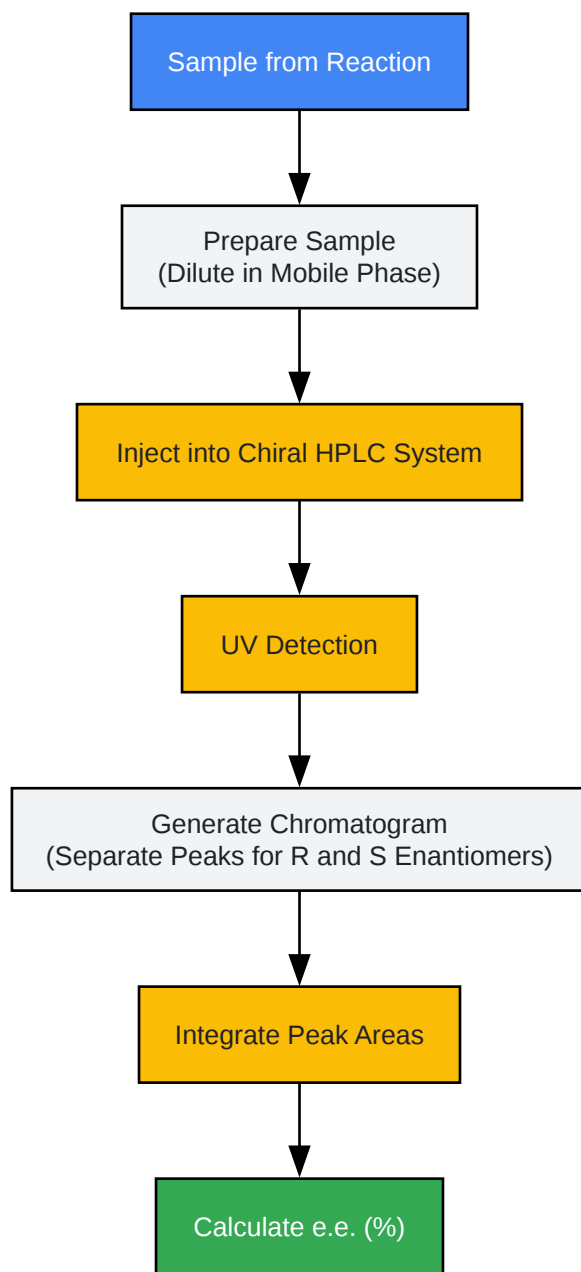 Sample from Reaction
Prepare Sample
(Dilute in Mobile Phase)
Inject into Chiral HPLC System
UV Detection
Generate Chromatogram
(Separate Peaks for R and S Enantiomers)
Integrate Peak Areas
Calculate e.e. (%)